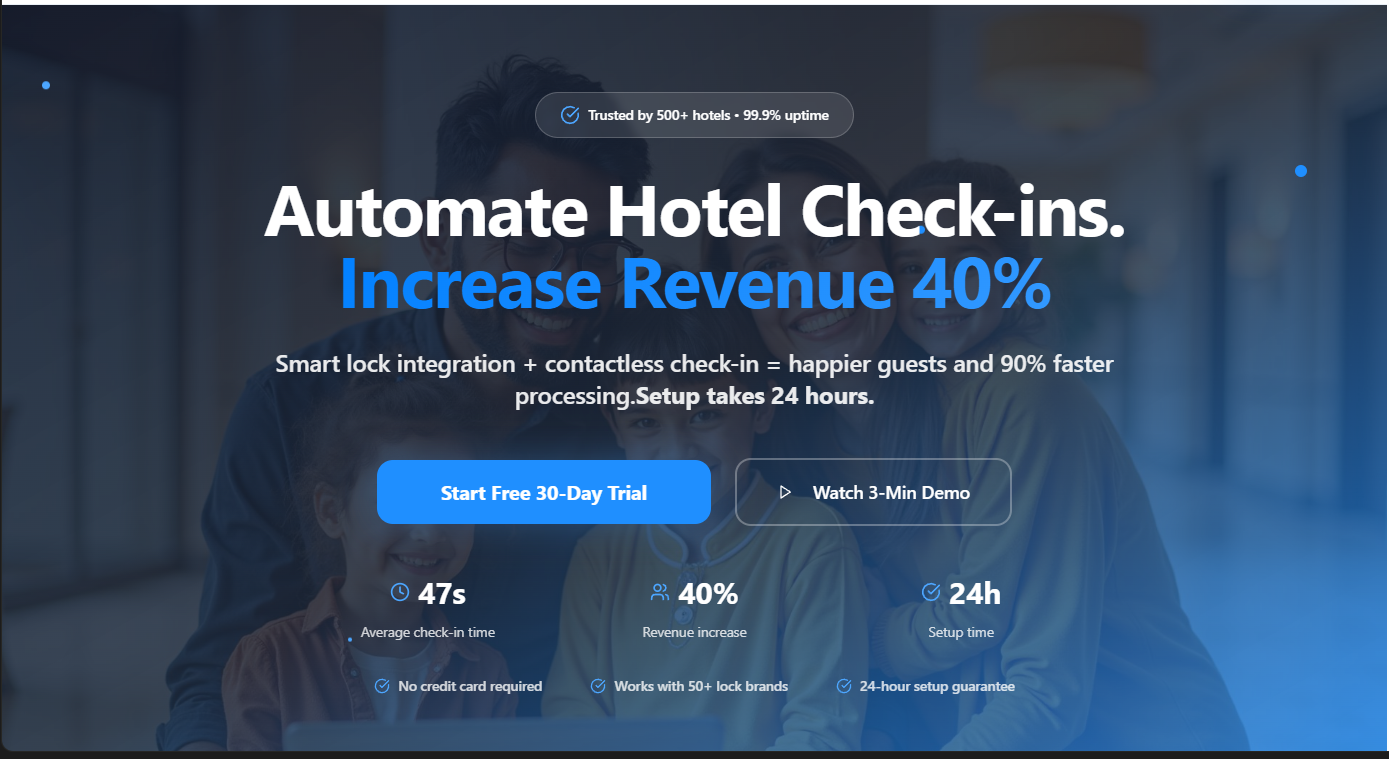 Trusted by 500+ hotels • 99.9% uptime
Automate Hotel Check-ins.
Increase Revenue 40%
Smart lock integration + contactless check-in = happier guests and 90% faster
processing.Setup takes 24 hours.
Start Free 30-Day Trial
Watch 3-Min Demo
47s
40%
24h
Average check-in time
Revenue increase
Setup time
No credit card required
Works with 50+ lock brands
24-hour setup guarantee